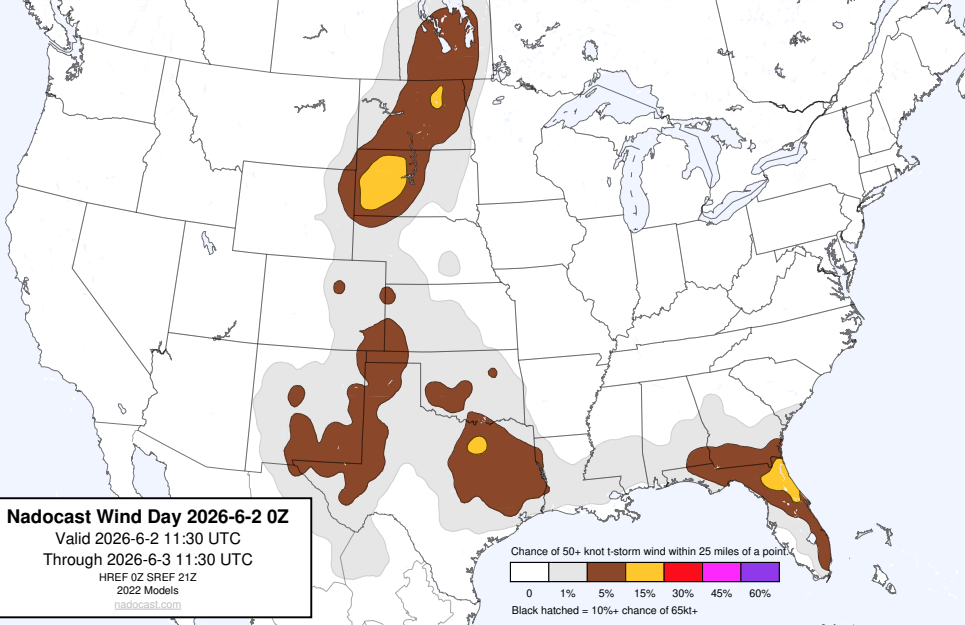 Nadocast Wind Day 2026-6-2 0Z
Valid 2026-6-2 11:30 UTC
Through 2026-6-3 11:30 UTC
HREF 0Z SREF 21Z
2022 Models
nadocast.com
Chance of 50+ knot t-storm wind within 25 miles of a point.
0 1% 5% 15% 30% 45% 60%
Black hatched = 10%+ chance of 65kt+